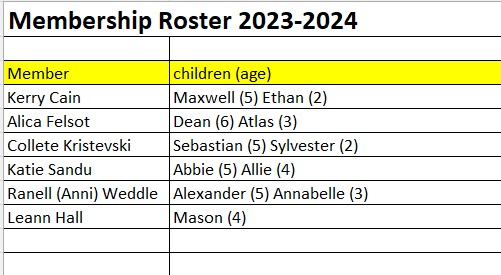 Membership Roster 2023-2024
Member children (age)
Kerry Cain Maxwell (5) Ethan (2)
Alica Felsot Dean (6) Atlas (3)
Collete Kristevski Sebastian (5) Sylvester (2)
Katie Sandu Abbie (5) Allie (4)
Ranell (Anni) Weddle Alexander (5) Annabelle (3)
Leann Hall Mason (4)